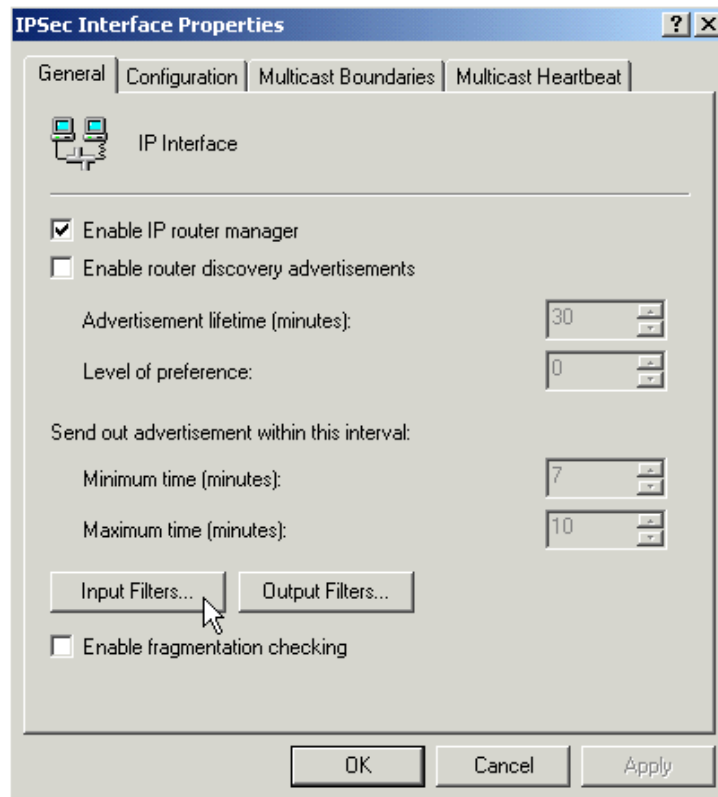 IPSec Interface Properties
General Configuration Multicast Boundaries Multicast Heartbeat
IP Interface
Enable IP router manager
Enable router discovery advertisements
Advertisement lifetime (minutes): 30
Level of preference: 0
Send out advertisement within this interval:
Minimum time (minutes): 7
Maximum time (minutes): 10
Input Filters... Output Filters...
Enable fragmentation checking
OK Cancel Apply